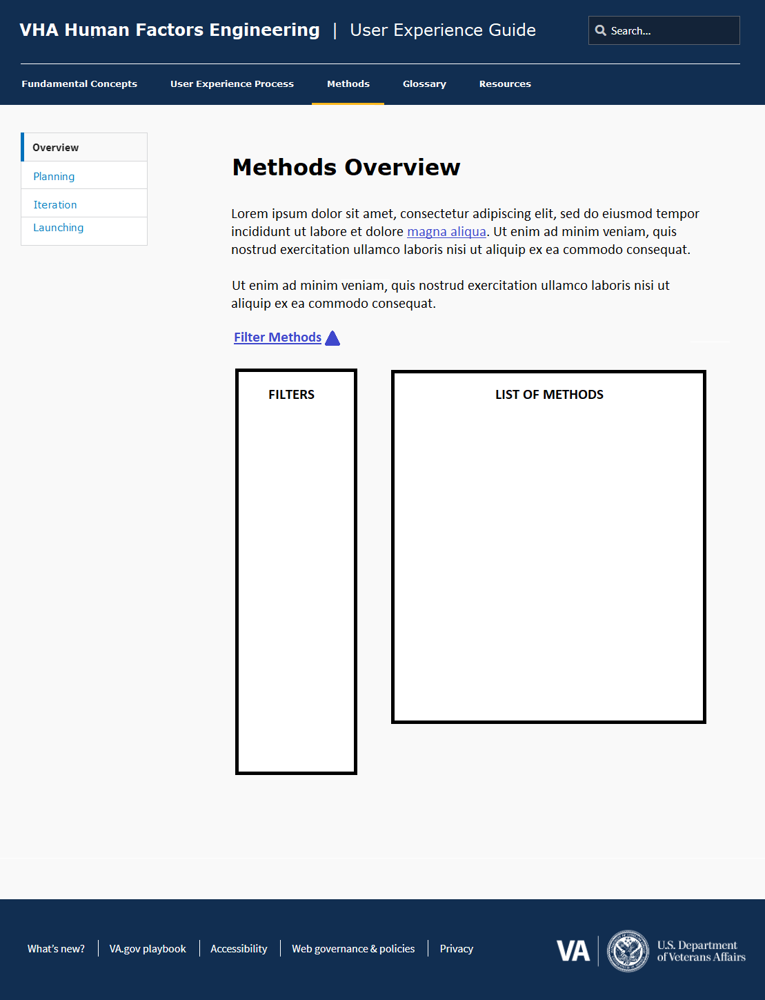 VHA Human Factors Engineering | User Experience Guide
Search...
Fundamental Concepts User Experience Process Methods Glossary Resources
Overview
Planning
Iteration
Launching
Methods Overview
Lorem ipsum dolor sit amet, consectetur adipiscing elit, sed do eiusmod tempor
incididunt ut labore et dolore magna aliqua. Ut enim ad minim veniam, quis
nostrud exercitation ullamco laboris nisi ut aliquip ex ea commodo consequat.
Ut enim ad minim veniam, quis nostrud exercitation ullamco laboris nisi ut
aliquip ex ea commodo consequat.
Filter Methods
FILTERS
LIST OF METHODS
What's new? VA.gov playbook Accessibility Web governance & policies Privacy
VA
U.S. Department
of Veterans Affairs